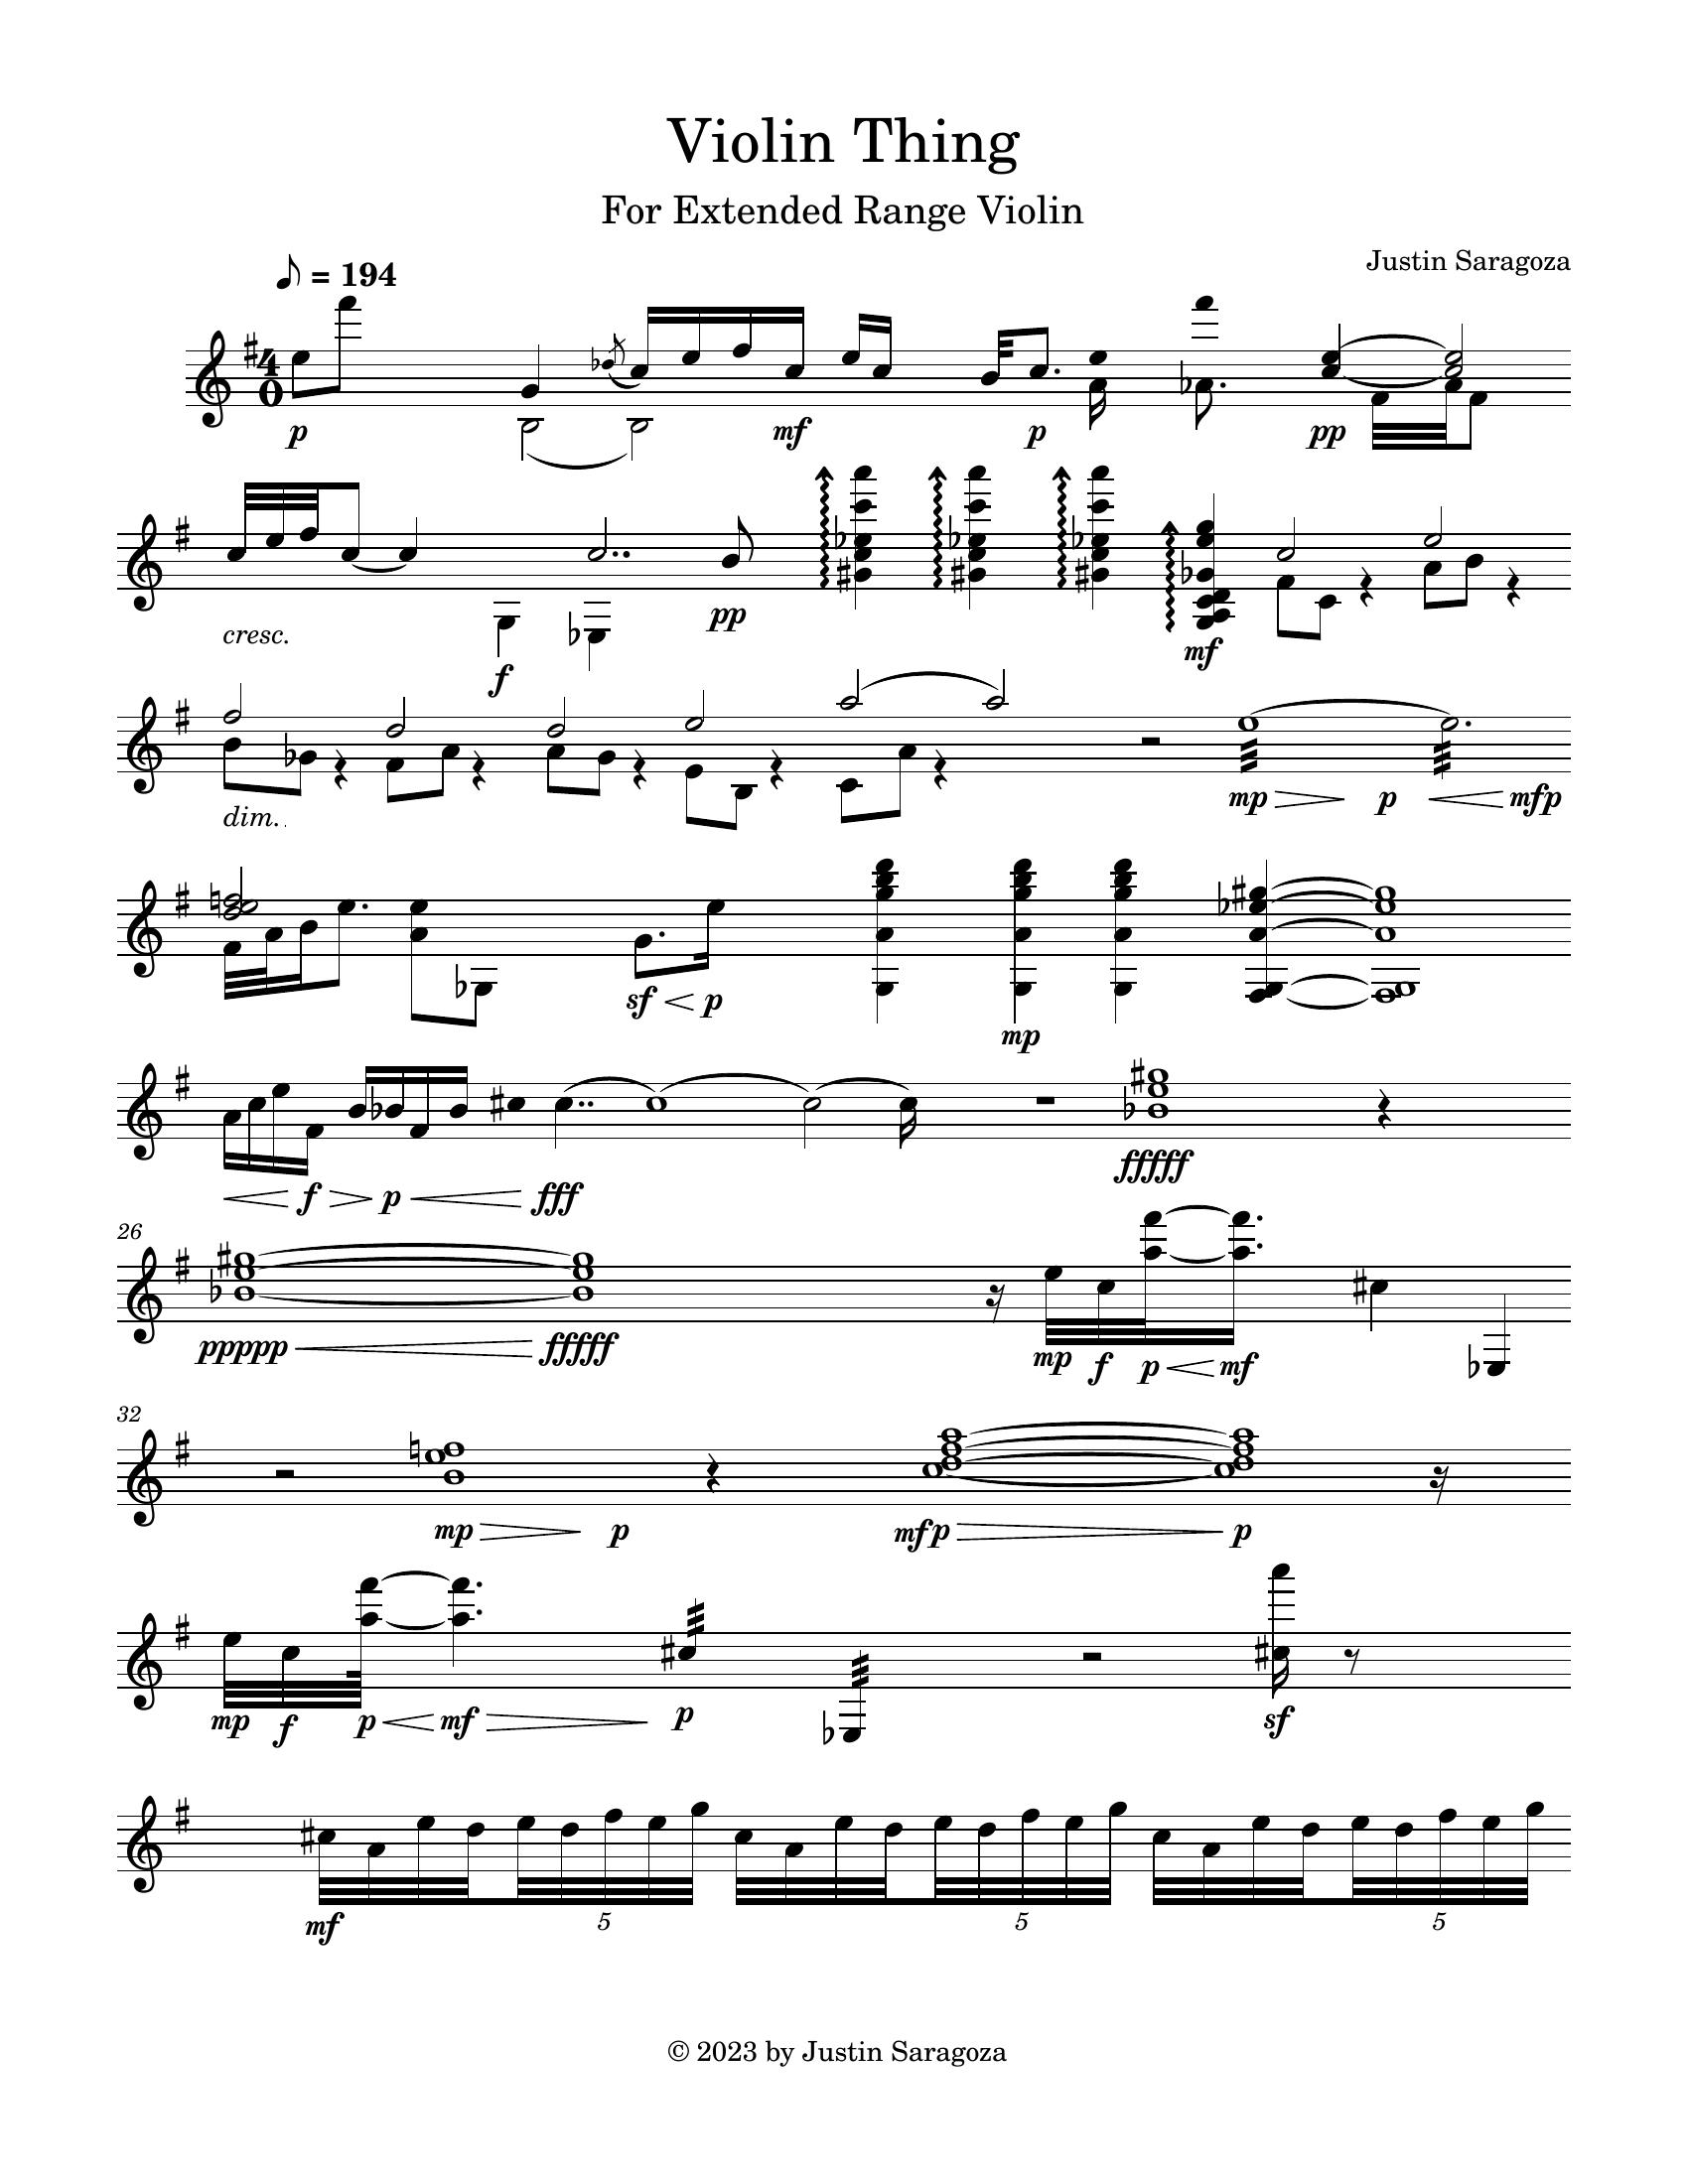 Violin Thing
For Extended Range Violin
Justin Saragoza
= 194
4
0
p mf p pp
cresc. f pp mf
dim. mp p mfp
sf p mp
f p fff fffff
26
ppppp fffff mp f p mf
32
mp p mfp p
mp f p mf p sf
mf 5 5 5
© 2023 by Justin Saragoza